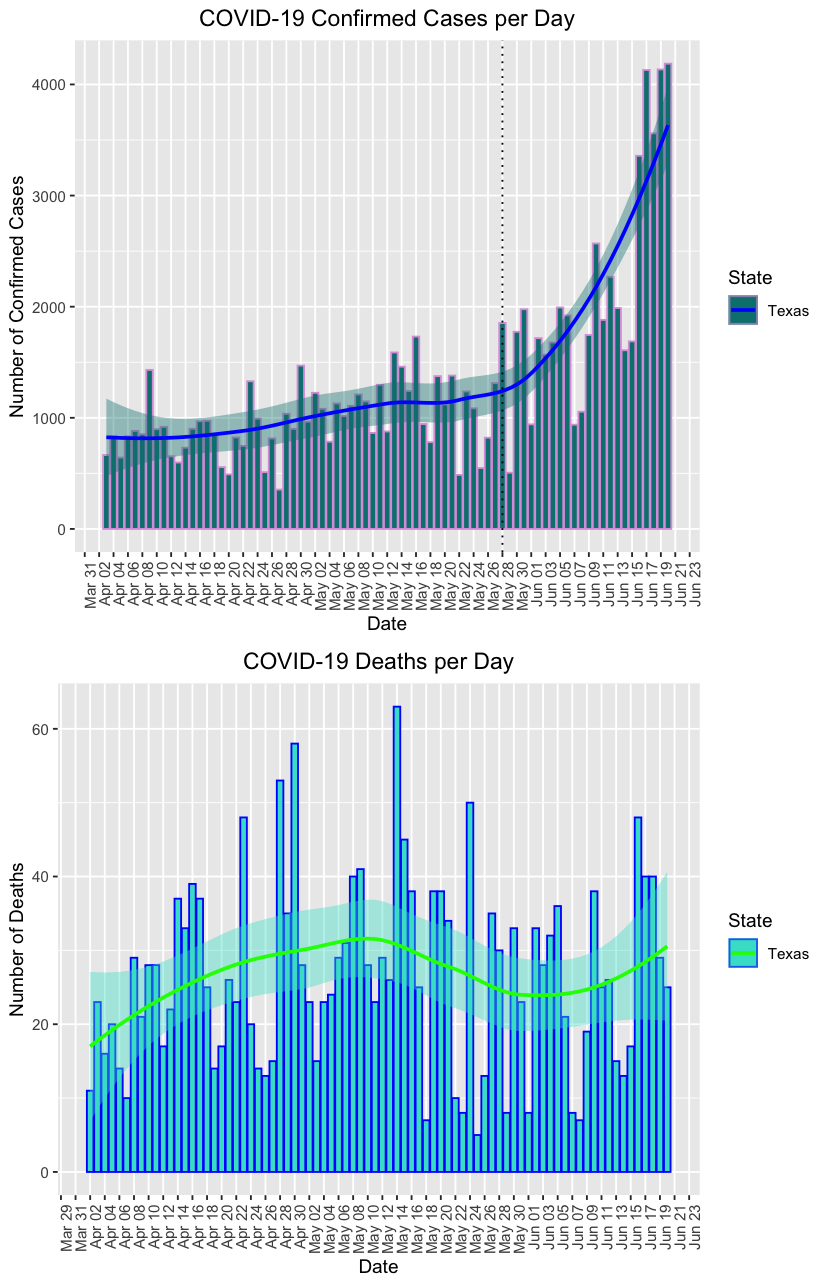 COVID-19 Confirmed Cases per Day
4000
3000
2000
1000
0
Number of Confirmed Cases
Mar 31
Apr 02
Apr 04
Apr 06
Apr 08
Apr 10
Apr 12
Apr 14
Apr 16
Apr 18
Apr 20
Apr 22
Apr 24
Apr 26
Apr 28
Apr 30
May 02
May 04
May 06
May 08
May 10
May 12
May 14
May 16
May 18
May 20
May 22
May 24
May 26
May 28
May 30
Jun 01
Jun 03
Jun 05
Jun 07
Jun 09
Jun 11
Jun 13
Jun 15
Jun 17
Jun 19
Jun 21
Jun 23
Date
State
Texas
COVID-19 Deaths per Day
60
40
20
0
Number of Deaths
Mar 29
Mar 31
Apr 02
Apr 04
Apr 06
Apr 08
Apr 10
Apr 12
Apr 14
Apr 16
Apr 18
Apr 20
Apr 22
Apr 24
Apr 26
Apr 28
Apr 30
May 02
May 04
May 06
May 08
May 10
May 12
May 14
May 16
May 18
May 20
May 22
May 24
May 26
May 28
May 30
Jun 01
Jun 03
Jun 05
Jun 07
Jun 09
Jun 11
Jun 13
Jun 15
Jun 17
Jun 19
Jun 21
Jun 23
Date
State
Texas